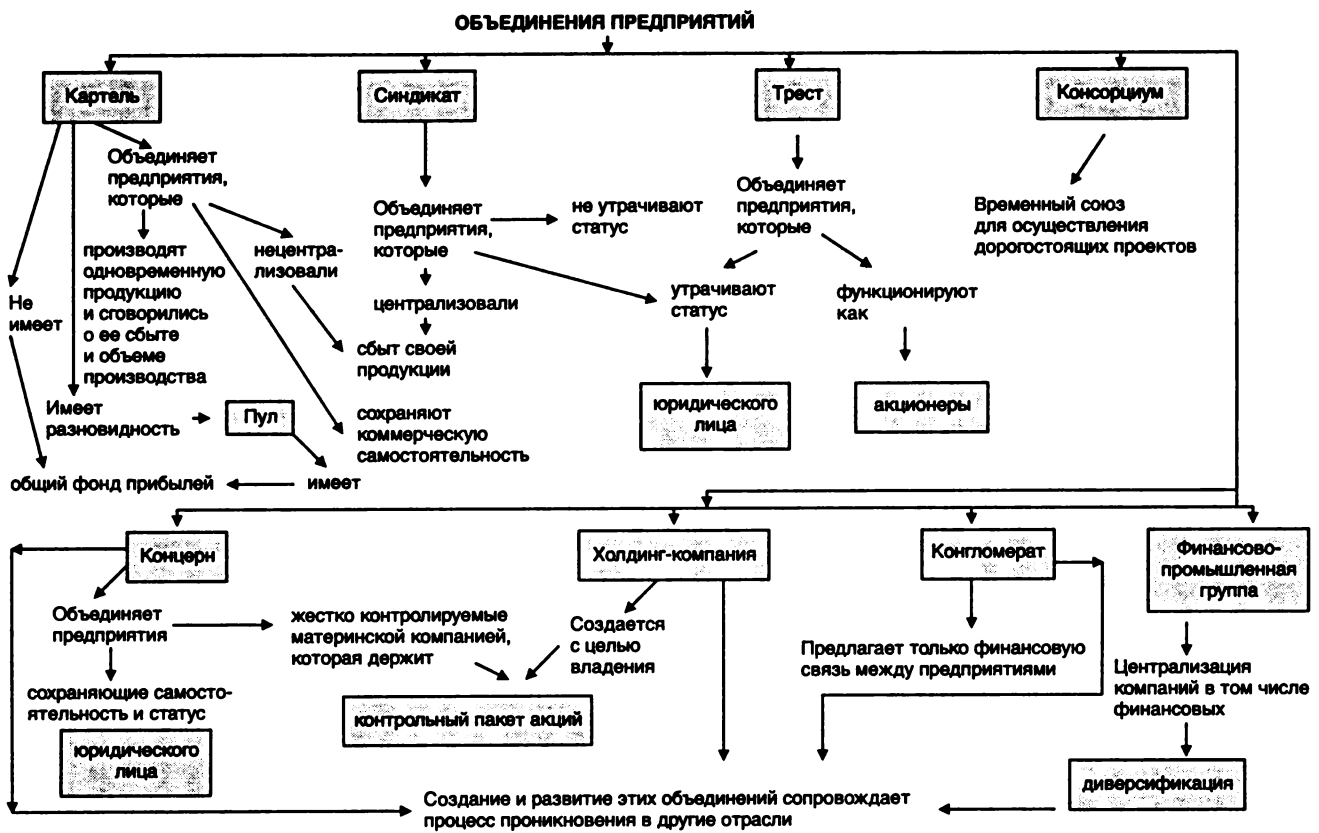 ОБЪЕДИНЕНИЯ ПРЕДПРИЯТИЙ
Картель
Синдикат
Трест
Консорциум
Объединяет
предприятия,
которые
производят
одновременную
продукцию
и сговорились
о ее сбыте
и объеме
производства
нецентра-
лизовали
Не
имеет
Имеет
разновидность
Пул
имеет
общий фонд прибылей
Объединяет
предприятия,
которые
не утрачивают
статус
централизовали
сбыт своей
продукции
сохраняют
коммерческую
самостоятельность
Объединяет
предприятия,
которые
утрачивают
статус
функционируют
как
юридического
лица
акционеры
Временный союз
для осуществления
дорогостоящих проектов
Концерн
Холдинг-компания
Конгломерат
Финансово-
промышленная
группа
Объединяет
предприятия
жестко контролируемые
материнской компанией,
которая держит
Создается
с целью
владения
Предлагает только финансовую
связь между предприятиями
Централизация
компаний в том числе
финансовых
сохраняющие самосто-
ятельность и статус
юридического
лица
контрольный пакет акций
диверсификация
Создание и развитие этих объединений сопровождает
процесс проникновения в другие отрасли